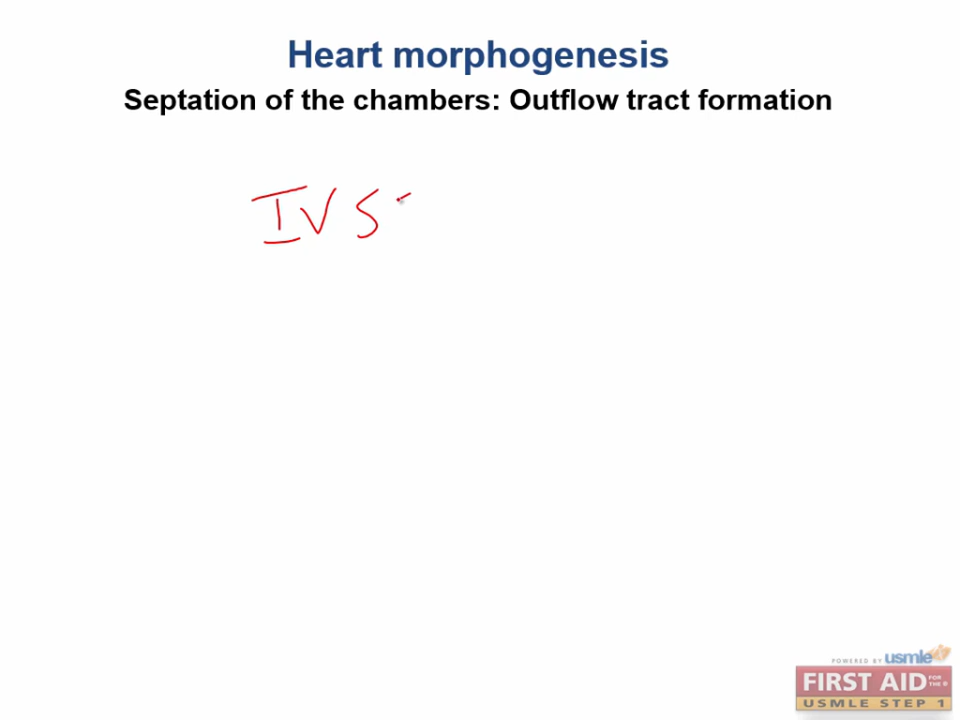 Heart morphogenesis
Septation of the chambers: Outflow tract formation
IVS
POWERED BY usmle
FIRST AID FOR THE ®
USMLE STEP 1